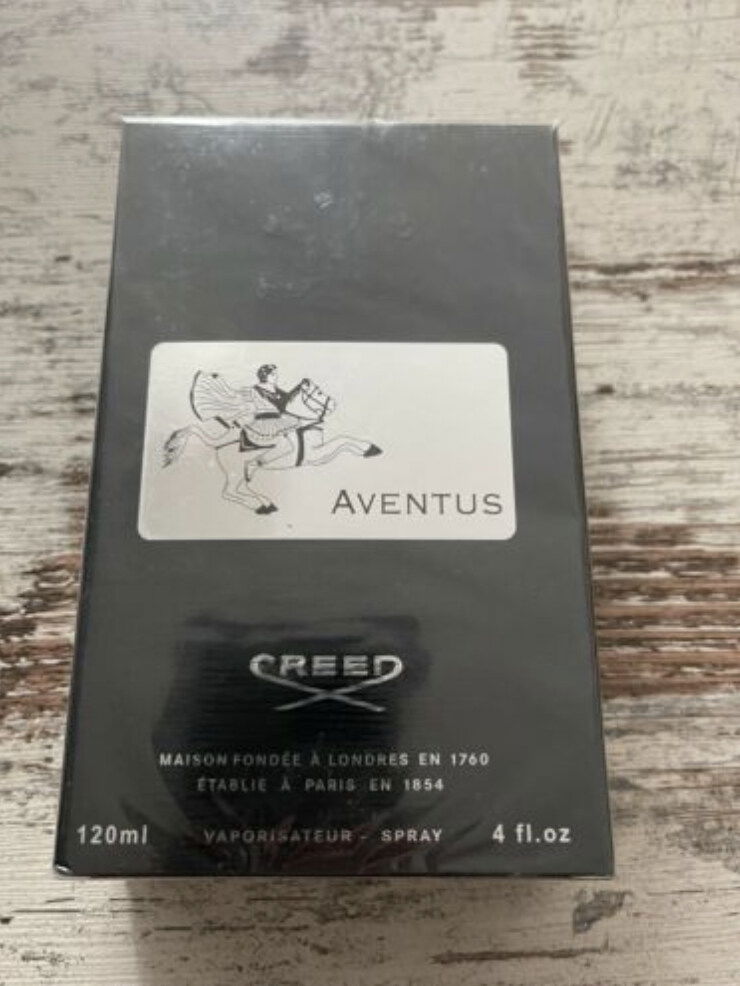 AVENTUS
CREED
MAISON FONDÉE À LONDRES EN 1760
ÉTABLIE À PARIS EN 1854
120ml VAPORISATEUR - SPRAY 4 fl.oz